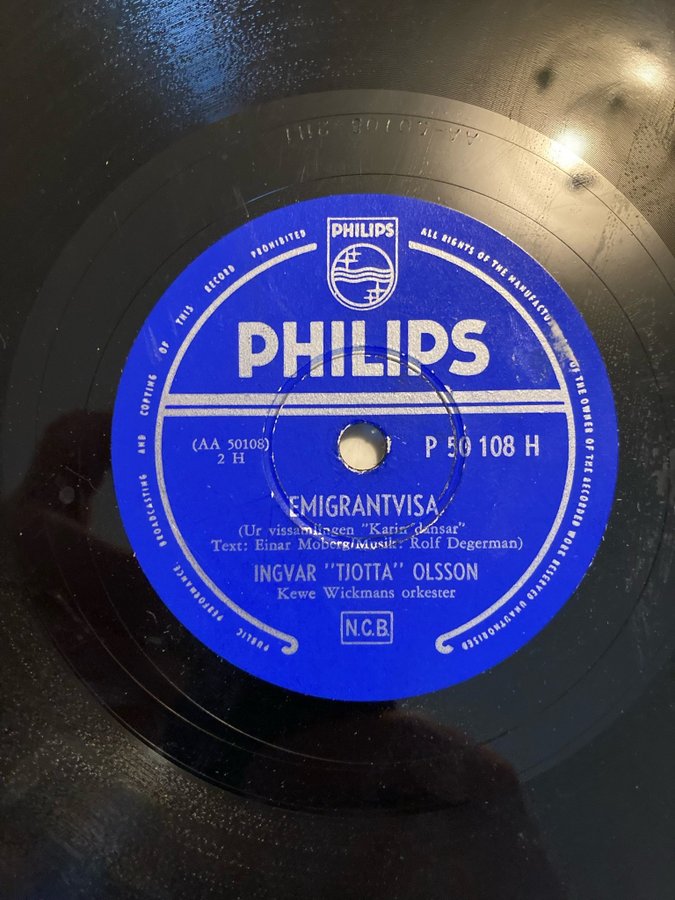 PHILIPS
PHILIPS
(AA 50108)
2 H
P 50 108 H
EMIGRANTVISA
(Ur vissamlingen "Karin dansar"
Text: Einar Moberg/Musik: Rolf Degerman)
INGVAR "TJOTTA" OLSSON
Kewe Wickmans orkester
N.C.B.
ALL RIGHTS OF THE MANUFACTURER AND OF THE OWNER OF THE RECORDED WORK RESERVED UNAUTHORISED
PUBLIC PERFORMANCE BROADCASTING AND COPYING OF THIS RECORD PROHIBITED